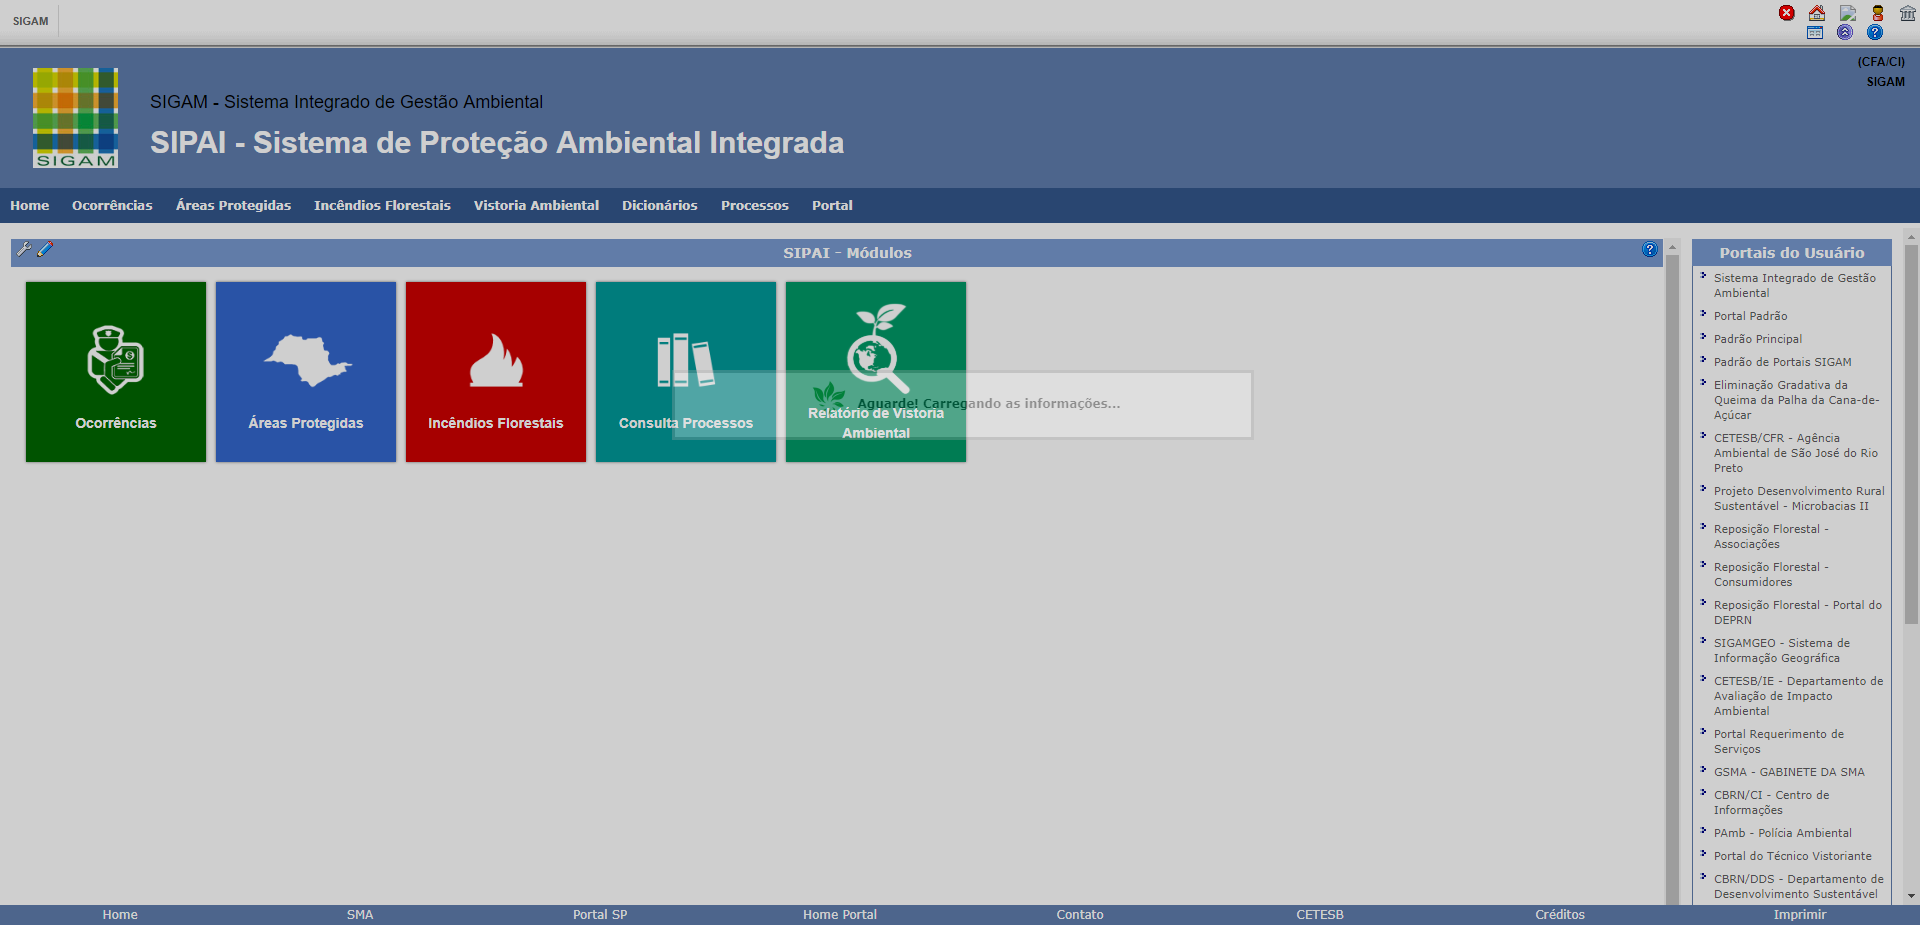 SIGAM
(CFA/CI)
SIGAM
SIGAM
SIGAM - Sistema Integrado de Gestão Ambiental
SIPAI - Sistema de Proteção Ambiental Integrada
Home Ocorrências Áreas Protegidas Incêndios Florestais Vistoria Ambiental Dicionários Processos Portal
SIPAI - Módulos
Ocorrências
Áreas Protegidas
Incêndios Florestais
Consulta Processos
Relatório de Vistoria
Ambiental
Aguarde! Carregando as informações...
Portais do Usuário
Sistema Integrado de Gestão
Ambiental
Portal Padrão
Padrão Principal
Padrão de Portais SIGAM
Eliminação Gradativa da
Queima da Palha da Cana-de-
Açúcar
CETESB/CFR - Agência
Ambiental de São José do Rio
Preto
Projeto Desenvolvimento Rural
Sustentável - Microbacias II
Reposição Florestal -
Associações
Reposição Florestal -
Consumidores
Reposição Florestal - Portal do
DEPRN
SIGAMGEO - Sistema de
Informação Geográfica
CETESB/IE - Departamento de
Avaliação de Impacto
Ambiental
Portal Requerimento de
Serviços
GSMA - GABINETE DA SMA
CBRN/CI - Centro de
Informações
PAmb - Polícia Ambiental
Portal do Técnico Vistoriante
CBRN/DDS - Departamento de
Desenvolvimento Sustentável
Home SMA Portal SP Home Portal Contato CETESB Créditos Imprimir